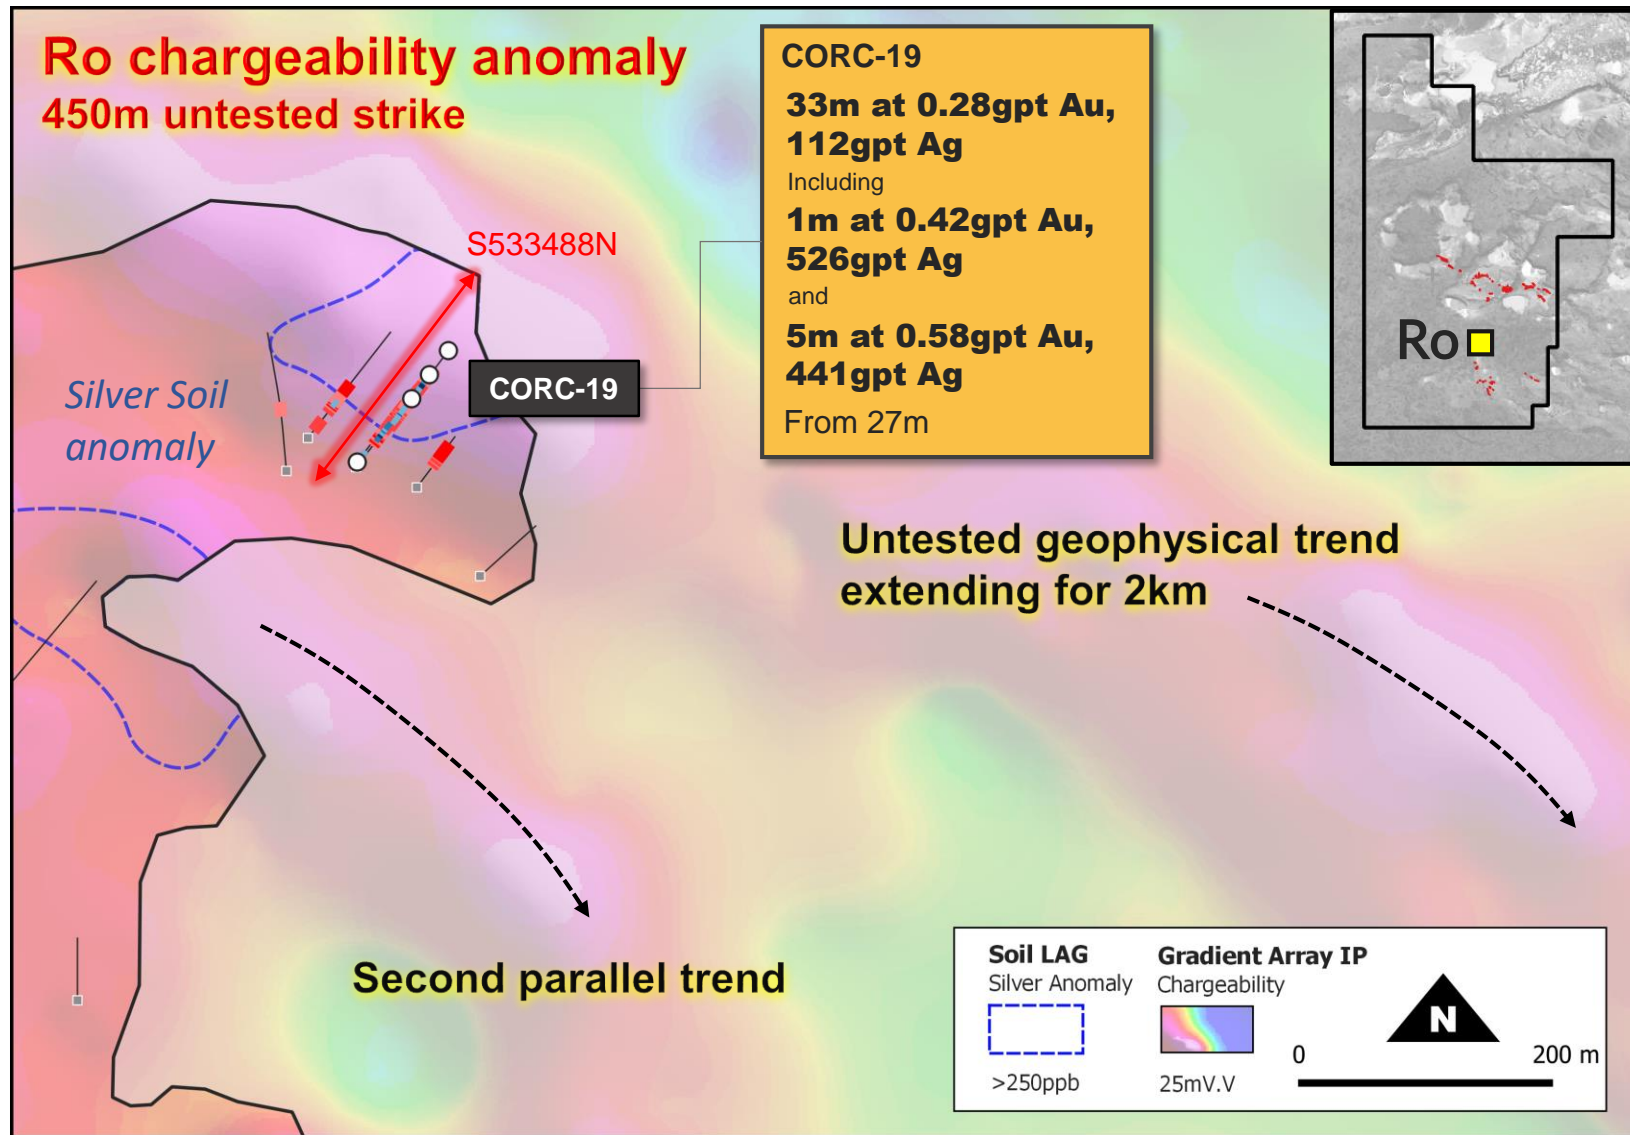 Ro chargeability anomaly
450m untested strike
CORC-19
33m at 0.28gpt Au,
112gpt Ag
Including
1m at 0.42gpt Au,
526gpt Ag
and
5m at 0.58gpt Au,
441gpt Ag
From 27m
Ro
S533488N
CORC-19
Silver Soil
anomaly
Untested geophysical trend
extending for 2km
Second parallel trend
Soil LAG
Silver Anomaly
>250ppb
Gradient Array IP
Chargeability
25mV.V
N
0 200 m